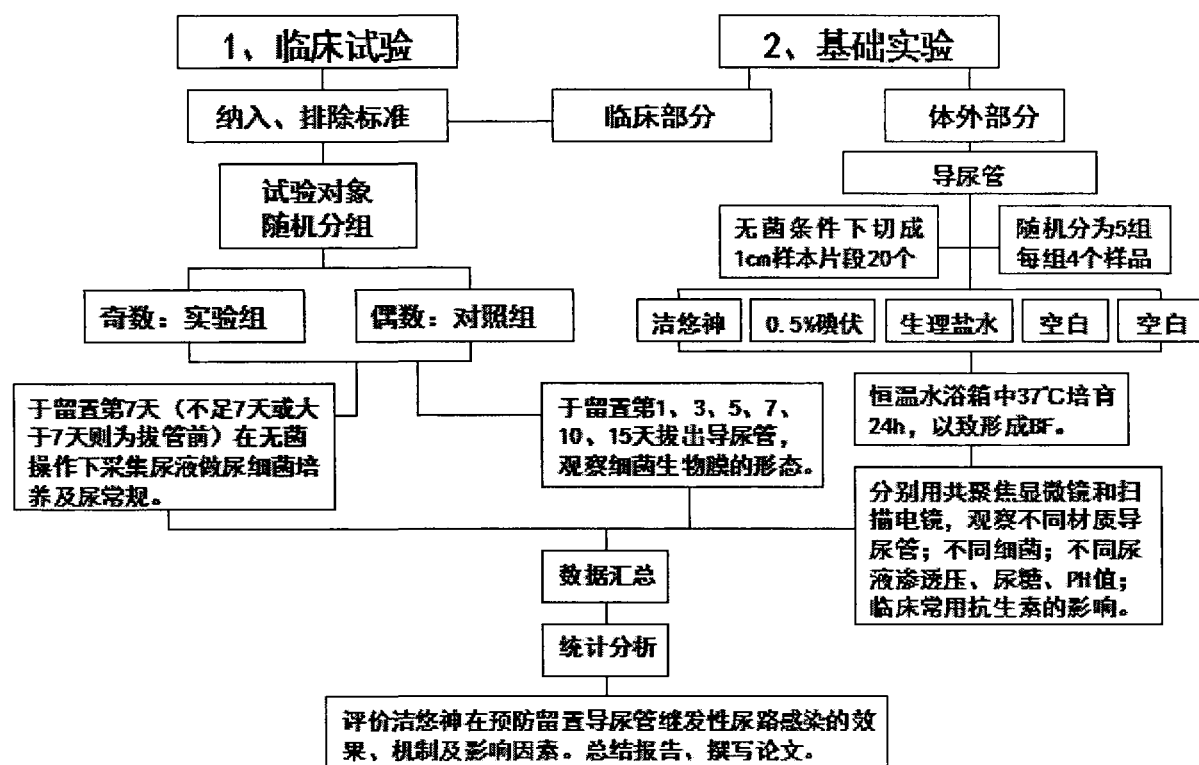 1、临床试验
2、基础实验
纳入、排除标准
临床部分
体外部分
试验对象
随机分组
导尿管
无菌条件下切成
1cm样本片段20个
随机分为5组
每组4个样品
奇数：实验组
偶数：对照组
洁悠神
0.5%碘伏
生理盐水
空白
空白
于留置第7天（不足7天或大
于7天则为拔管前）在无菌
操作下采集尿液做尿细菌培
养及尿常规。
于留置第1、3、5、7、
10、15天拔出导尿管，
观察细菌生物膜的形态。
恒温水浴箱中37℃培育
24h，以致形成BF。
分别用共聚焦显微镜和扫
描电镜，观察不同材质导
尿管；不同细菌；不同尿
液渗透压、尿糖、PH值；
临床常用抗生素的影响。
数据汇总
统计分析
评价洁悠神在预防留置导尿管继发性尿路感染的效
果、机制及影响因素。总结报告、撰写论文。